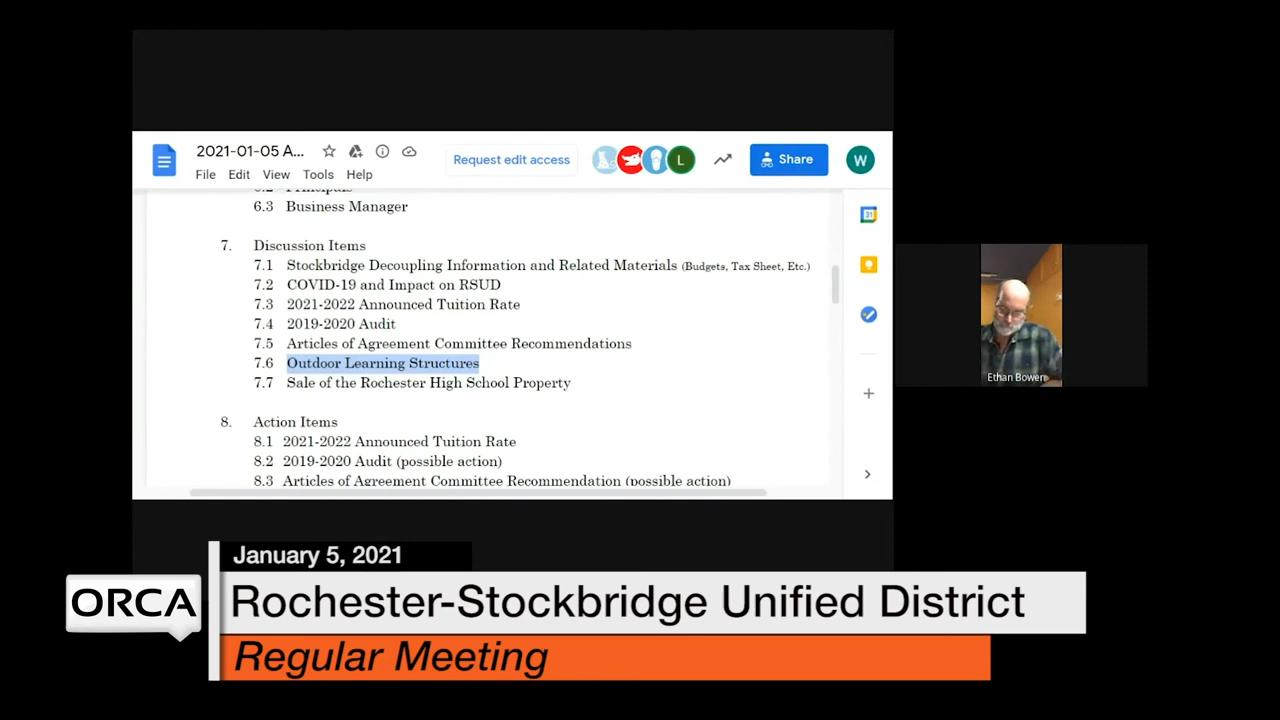 2021-01-05 A...
File Edit View Tools Help
Request edit access
L
Share
W
31
6.2 Principals
6.3 Business Manager
7. Discussion Items
7.1 Stockbridge Decoupling Information and Related Materials (Budgets, Tax Sheet, Etc.)
7.2 COVID-19 and Impact on RSUD
7.3 2021-2022 Announced Tuition Rate
7.4 2019-2020 Audit
7.5 Articles of Agreement Committee Recommendations
7.6 Outdoor Learning Structures
7.7 Sale of the Rochester High School Property
8. Action Items
8.1 2021-2022 Announced Tuition Rate
8.2 2019-2020 Audit (possible action)
8.3 Articles of Agreement Committee Recommendation (possible action)
Ethan Bowen
January 5, 2021
ORCA
Rochester-Stockbridge Unified District
Regular Meeting